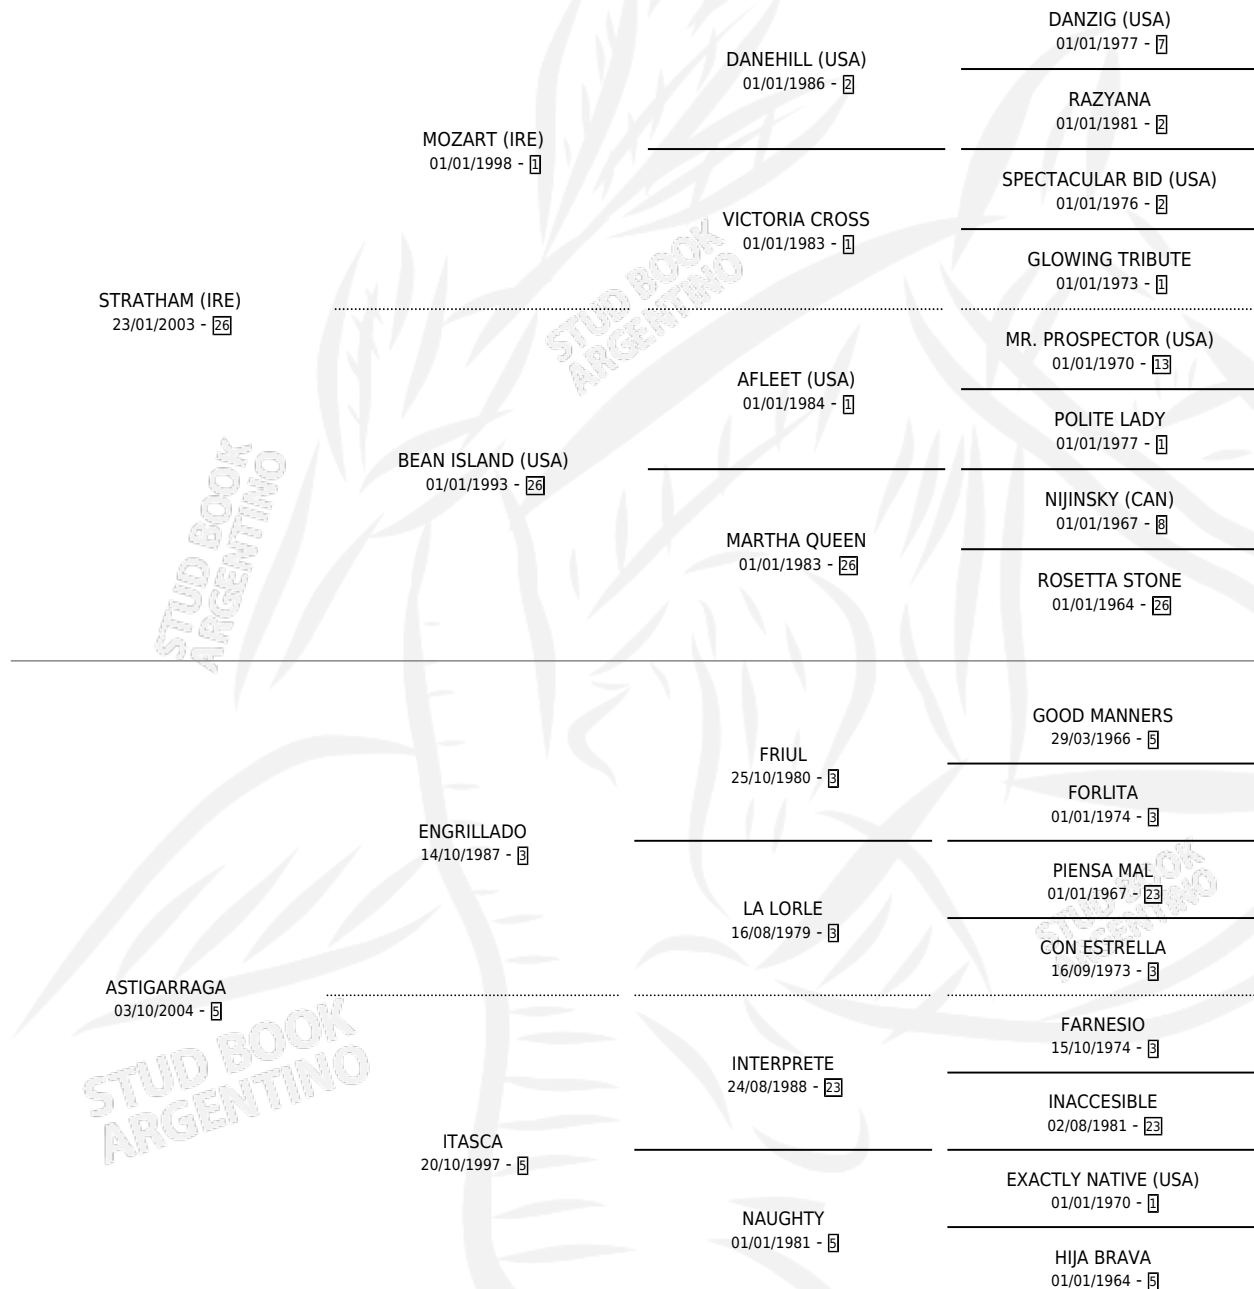 DANZIG (USA)
01/01/1977 - 7
DANEHILL (USA)
01/01/1986 - 2
RAZYANA
01/01/1981 - 2
MOZART (IRE)
01/01/1998 - 1
SPECTACULAR BID (USA)
01/01/1976 - 2
VICTORIA CROSS
01/01/1983 - 1
GLOWING TRIBUTE
01/01/1973 - 1
STRATHAM (IRE)
23/01/2003 - 26
MR. PROSPECTOR (USA)
01/01/1970 - 13
AFLEET (USA)
01/01/1984 - 1
POLITE LADY
01/01/1977 - 1
BEAN ISLAND (USA)
01/01/1993 - 26
NIJINSKY (CAN)
01/01/1967 - 8
MARTHA QUEEN
01/01/1983 - 26
ROSETTA STONE
01/01/1964 - 26
GOOD MANNERS
29/03/1966 - 5
FRIUL
25/10/1980 - 3
FORLITA
01/01/1974 - 3
ENGRILLADO
14/10/1987 - 3
PIENSA MAL
01/01/1967 - 23
LA LORLE
16/08/1979 - 3
CON ESTRELLA
16/09/1973 - 3
ASTIGARRAGA
03/10/2004 - 5
FARNESIO
15/10/1974 - 3
INTERPRETE
24/08/1988 - 23
INACCESIBLE
02/08/1981 - 23
ITASCA
20/10/1997 - 5
EXACTLY NATIVE (USA)
01/01/1970 - 1
NAUGHTY
01/01/1981 - 5
HIJA BRAVA
01/01/1964 - 5
STUD BOOK
ARGENTINO
STUD BOOK
ARGENTINO
STUD BOOK
ARGENTINO
STUD BOOK
ARGENTINO